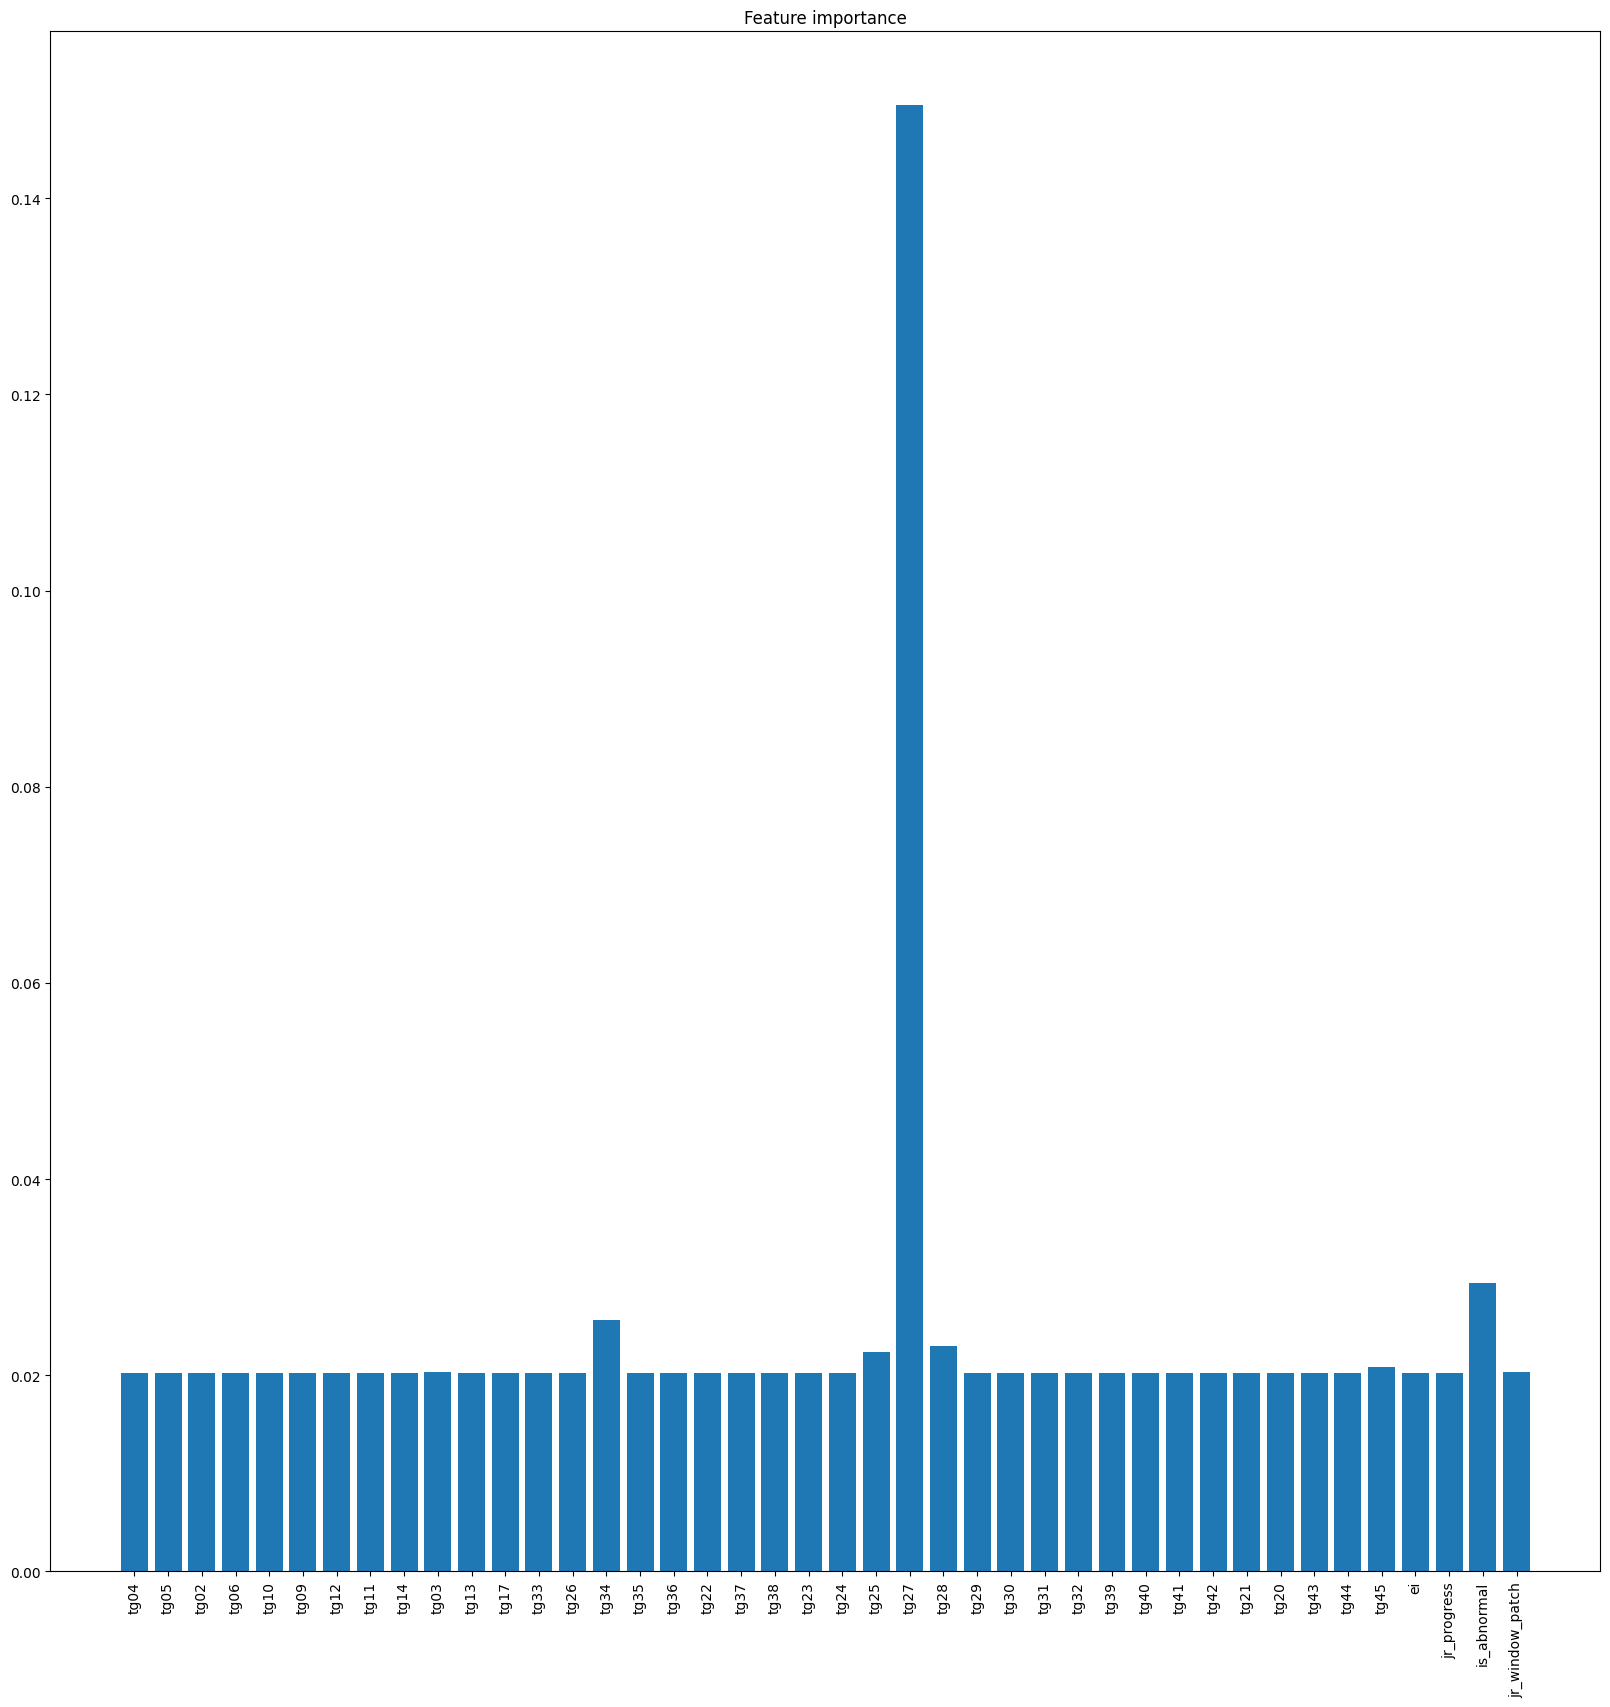 Feature importance
0.14
0.12
0.10
0.08
0.06
0.04
0.02
0.00
tg04
tg05
tg02
tg06
tg10
tg09
tg12
tg11
tg14
tg03
tg13
tg17
tg33
tg26
tg34
tg35
tg36
tg22
tg37
tg38
tg23
tg24
tg25
tg27
tg28
tg29
tg30
tg31
tg32
tg39
tg40
tg41
tg42
tg21
tg20
tg43
tg44
tg45
ei
jr_progress
is_abnormal
jr_window_patch